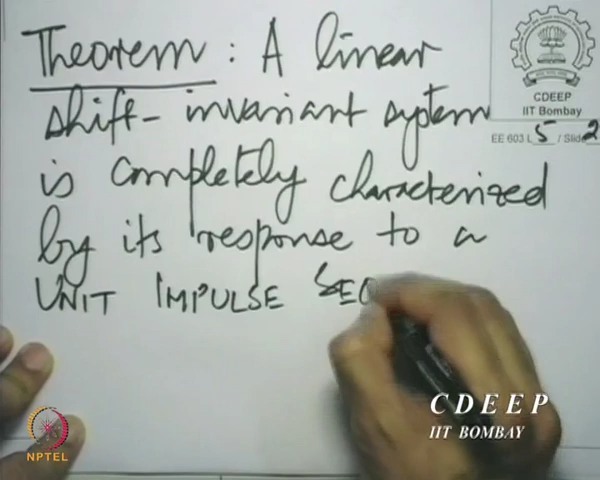 Theorem : A linear
shift-invariant system
is completely characterized
by its response to a
UNIT IMPULSE SEQ
CDEEP
IIT Bombay
EE 603 L 5 / Slide 2
CDEEP
IIT BOMBAY
NPTEL